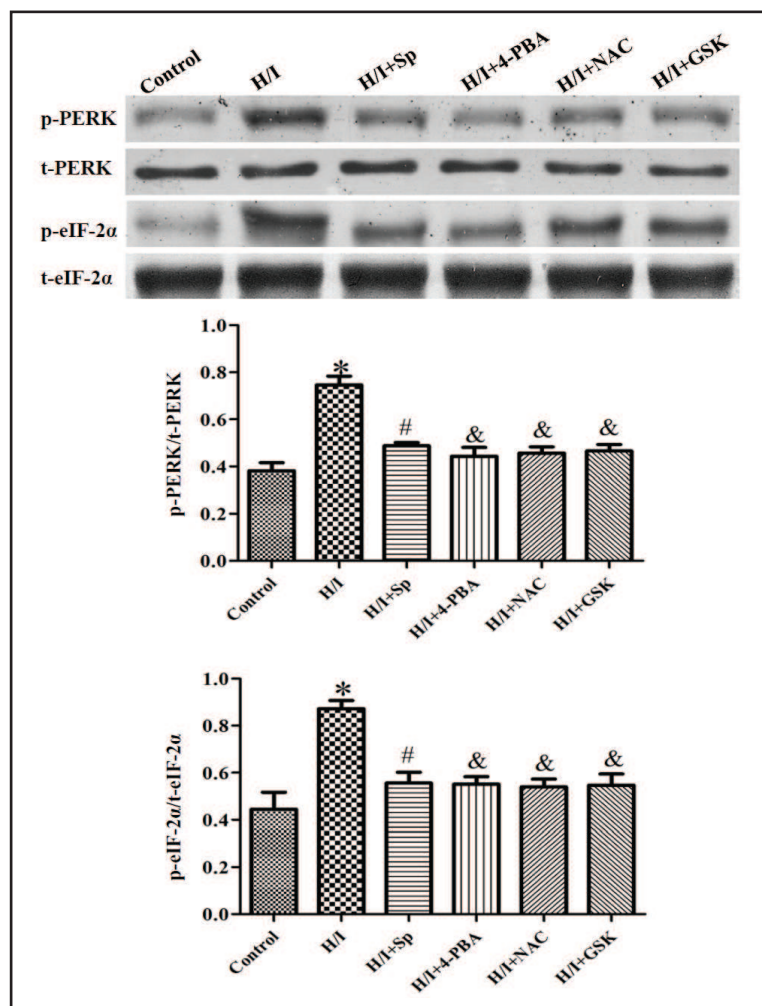 Control H/I H/I+Sp H/I+4-PBA H/I+NAC H/I+GSK
p-PERK
t-PERK
p-eIF-2α
t-eIF-2α
1.0
0.8
0.6
0.4
0.2
0.0
p-PERK/t-PERK
* # & & &
Control H/I H/I+Sp H/I+4-PBA H/I+NAC H/I+GSK
1.0
0.8
0.6
0.4
0.2
0.0
p-eIF-2α/t-eIF-2α
* # & & &
Control H/I H/I+Sp H/I+4-PBA H/I+NAC H/I+GSK